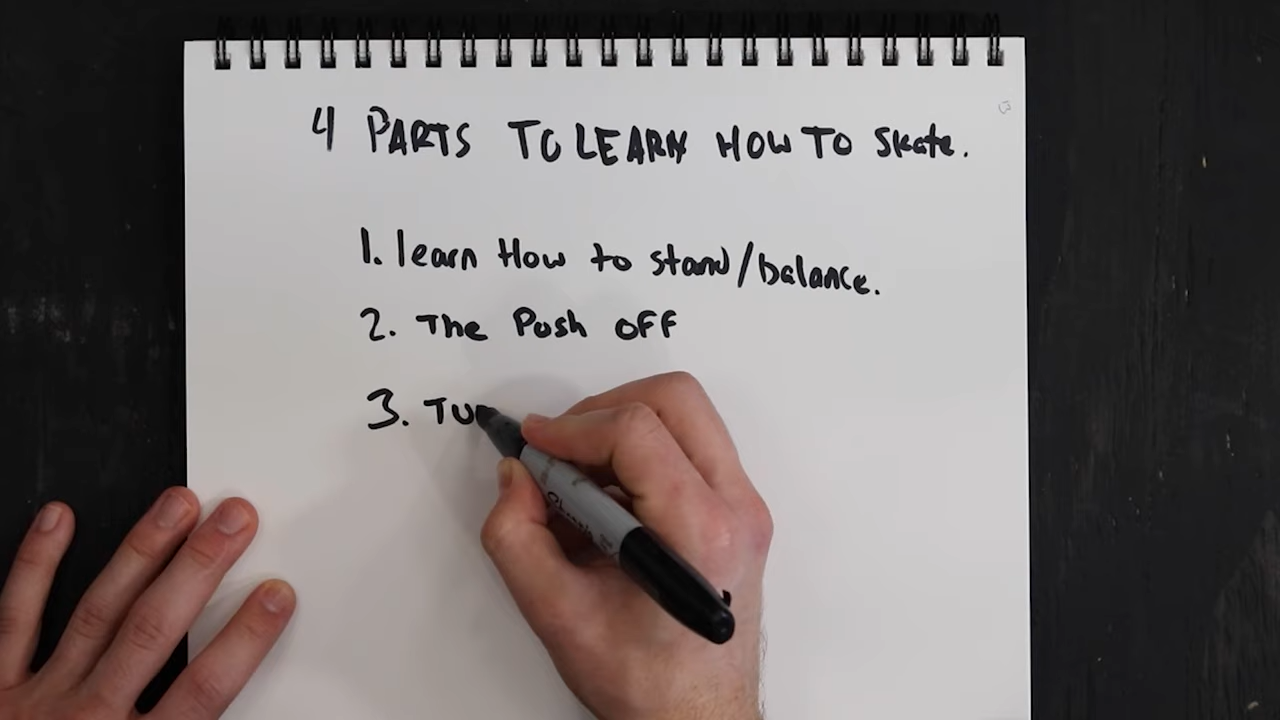 4 PARTS TO LEARN HOW TO Skate.
1. learn How to stand/balance.
2. The Push off
3. Tu
Sharpie